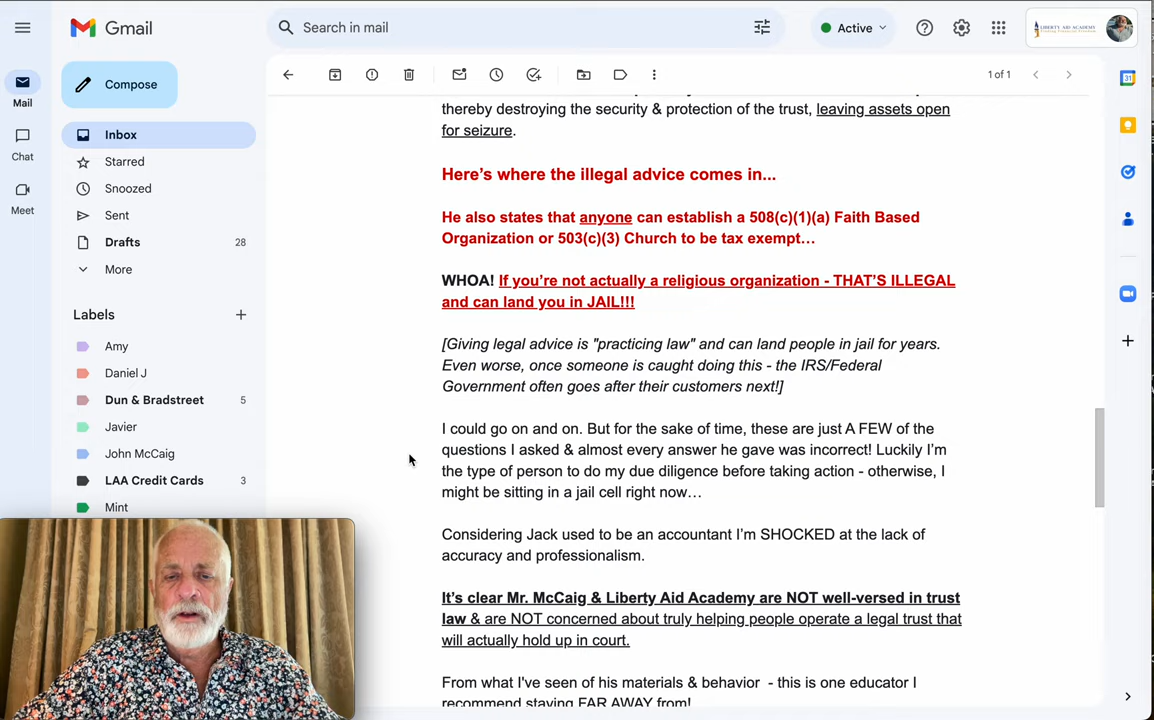 Gmail
Search in mail
Active
LIBERTY AID ACADEMY
Compose
1 of 1
31
Mail
Inbox
Starred
Chat
Snoozed
Meet
Sent
Drafts 28
More
Labels
Amy
Daniel J
Dun & Bradstreet 5
Javier
John McCaig
LAA Credit Cards 3
Mint
thereby destroying the security & protection of the trust, leaving assets open
for seizure.
Here's where the illegal advice comes in...
He also states that anyone can establish a 508(c)(1)(a) Faith Based
Organization or 503(c)(3) Church to be tax exempt…
WHOA! If you're not actually a religious organization - THAT'S ILLEGAL
and can land you in JAIL!!!
[Giving legal advice is "practicing law" and can land people in jail for years.
Even worse, once someone is caught doing this - the IRS/Federal
Government often goes after their customers next!]
I could go on and on. But for the sake of time, these are just A FEW of the
questions I asked & almost every answer he gave was incorrect! Luckily I'm
the type of person to do my due diligence before taking action - otherwise, I
might be sitting in a jail cell right now…
Considering Jack used to be an accountant I'm SHOCKED at the lack of
accuracy and professionalism.
It's clear Mr. McCaig & Liberty Aid Academy are NOT well-versed in trust
law & are NOT concerned about truly helping people operate a legal trust that
will actually hold up in court.
From what I've seen of his materials & behavior - this is one educator I
recommend staying FAR AWAY from!